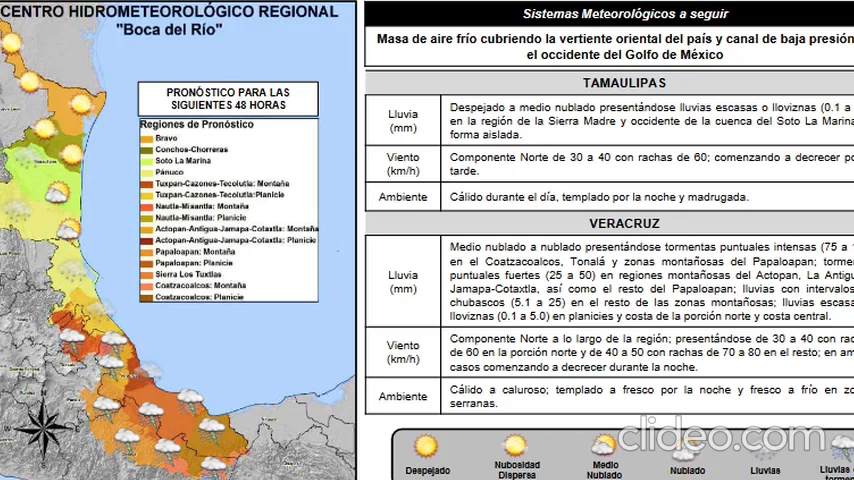 CENTRO HIDROMETEOROLÓGICO REGIONAL
"Boca del Río"
PRONÓSTICO PARA LAS
SIGUIENTES 48 HORAS
Regiones de Pronóstico
Bravo
Conchos-Chorreras
Soto La Marina
Pánuco
Tuxpan-Cazones-Tecolutla: Montaña
Tuxpan-Cazones-Tecolutla:Planicie
Nautla-Misantla: Montaña
Nautla-Misantla: Planicie
Actopan-Antigua-Jamapa-Cotaxtla: Montaña
Actopan-Antigua-Jamapa-Cotaxtla: Planicie
Papaloapan: Montaña
Papaloapan: Planicie
Sierra Los Tuxtlas
Coatzacoalcos: Montaña
Coatzacoalcos: Planicie
N
W
E
S
Sistemas Meteorológicos a seguir
Masa de aire frío cubriendo la vertiente oriental del país y canal de baja presión
el occidente del Golfo de México
TAMAULIPAS
Lluvia
(mm)
Despejado a medio nublado presentándose lluvias escasas o lloviznas (0.1 a
en la región de la Sierra Madre y occidente de la cuenca del Soto La Marina
forma aislada.
Viento
(km/h)
Componente Norte de 30 a 40 con rachas de 60; comenzando a decrecer po
tarde.
Ambiente
Cálido durante el día, templado por la noche y madrugada.
VERACRUZ
Lluvia
(mm)
Medio nublado a nublado presentándose tormentas puntuales intensas (75 a 1
en el Coatzacoalcos, Tonalá y zonas montañosas del Papaloapan; tormen
puntuales fuertes (25 a 50) en regiones montañosas del Actopan, La Antigu
Jamapa-Cotaxtla, así como el resto del Papaloapan; lluvias con intervalos
chubascos (5.1 a 25) en el resto de las zonas montañosas; lluvias escasa
lloviznas (0.1 a 5.0) en planicies y costa de la porción norte y costa central.
Viento
(km/h)
Componente Norte a lo largo de la región; presentándose de 30 a 40 con rac
de 60 en la porción norte y de 40 a 50 con rachas de 70 a 80 en el resto; en am
casos comenzando a decrecer durante la noche.
Ambiente
Cálido a caluroso; templado a fresco por la noche y fresco a frío en zo
serranas.
Despejado
Nubosidad
Dispersa
Medio
Nublado
Nublado
Lluvias
Lluvias
tormen
clideo.com